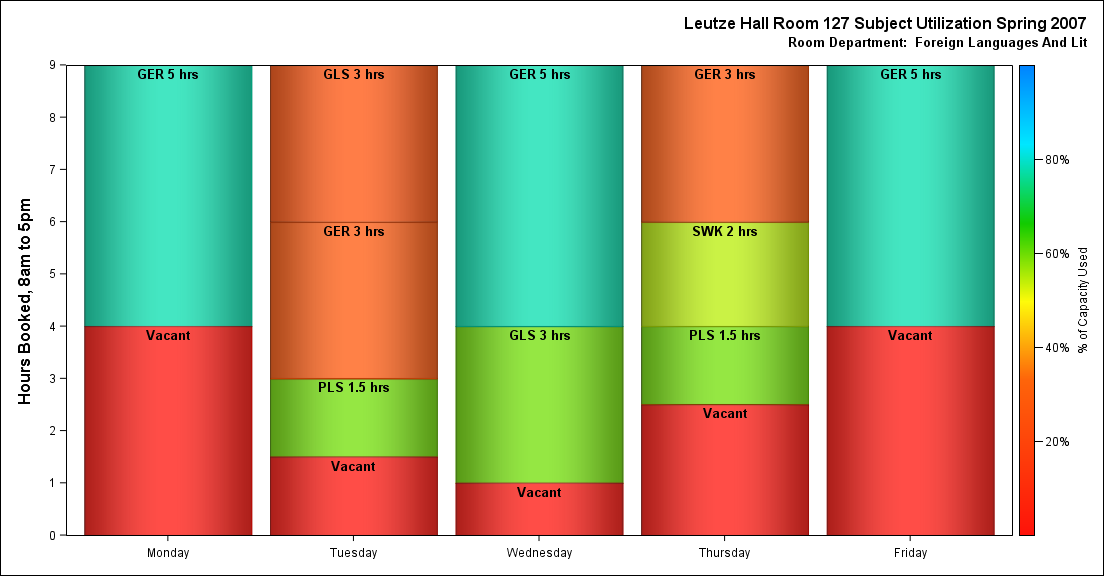 Leutze Hall Room 127 Subject Utilization Spring 2007
Room Department:  Foreign Languages And Lit
Hours Booked, 8am to 5pm
9
8
7
6
5
4
3
2
1
0
GER 5 hrs
Vacant
GLS 3 hrs
GER 3 hrs
PLS 1.5 hrs
Vacant
GER 5 hrs
GLS 3 hrs
Vacant
GER 3 hrs
SWK 2 hrs
PLS 1.5 hrs
Vacant
GER 5 hrs
Vacant
Monday
Tuesday
Wednesday
Thursday
Friday
80%
60%
40%
20%
% of Capacity Used